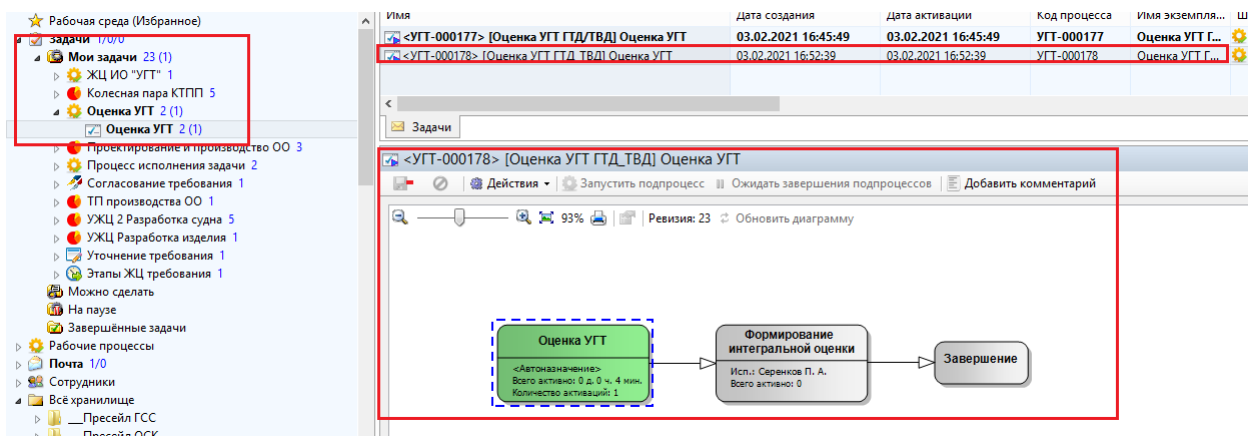 Рабочая среда (Избранное)
Задачи 1/0/0
Мои задачи 23 (1)
ЖЦ ИО "УГТ" 1
Колесная пара КТПП 5
Оценка УГТ 2 (1)
Оценка УГТ 2 (1)
Проектирование и производство ОО 3
Процесс исполнения задачи 2
Согласование требования 1
ТП производства ОО 1
УЖЦ 2 Разработка судна 5
УЖЦ Разработка изделия 1
Уточнение требования 1
Этапы ЖЦ требования 1
Можно сделать
На паузе
Завершённые задачи
Рабочие процессы
Почта 1/0
Сотрудники
Всё хранилище
__Пресейл ГСС
__Пресейл ОСК
Имя Дата создания Дата активации Код процесса Имя экземпля... Ш
<УГТ-000177> [Оценка УГТ ГТД/ТВД] Оценка УГТ 03.02.2021 16:45:49 03.02.2021 16:45:49 УГТ-000177 Оценка УГТ Г...
<УГТ-000178> [Оценка УГТ ГТД_ТВД] Оценка УГТ 03.02.2021 16:52:39 03.02.2021 16:52:39 УГТ-000178 Оценка УГТ Г...
Задачи
<УГТ-000178> [Оценка УГТ ГТД_ТВД] Оценка УГТ
Действия Запустить подпроцесс Ожидать завершения подпроцессов Добавить комментарий
93% Ревизия: 23 Обновить диаграмму
Оценка УГТ
<Автоназначение>
Всего активно: 0 д. 0 ч. 4 мин.
Количество активаций: 1
Формирование
интегральной оценки
Исп.: Серенков П. А.
Всего активно: 0
Завершение